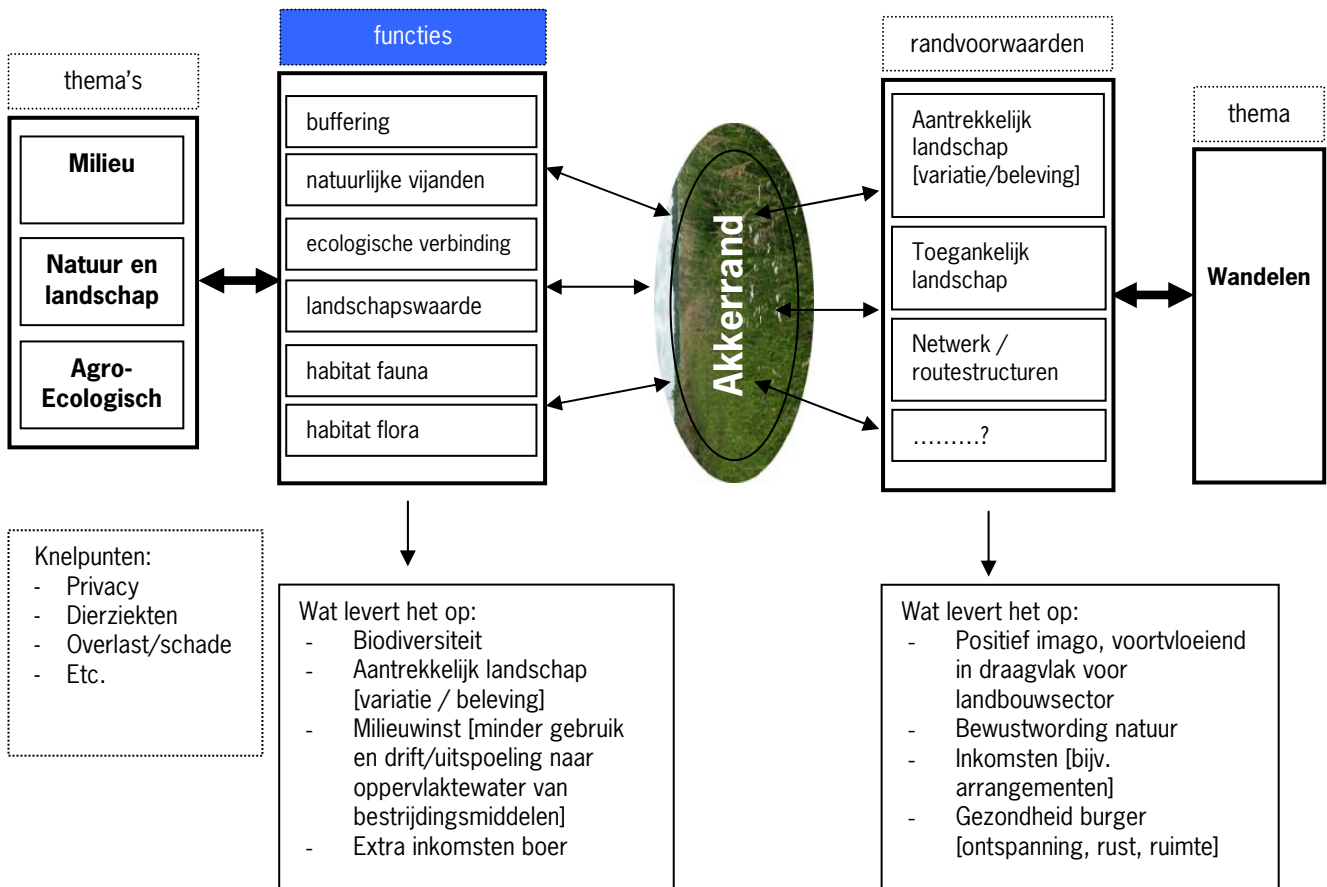 thema's
Milieu
Natuur en
landschap
Agro-
Ecologisch
functies
buffering
natuurlijke vijanden
ecologische verbinding
landschapswaarde
habitat fauna
habitat flora
Akkerrand
randvoorwaarden
Aantrekkelijk
landschap
[variatie/beleving]
Toegankelijk
landschap
Netwerk /
routestructuren
………?
thema
Wandelen
Knelpunten:
- Privacy
- Dierziekten
- Overlast/schade
- Etc.
Wat levert het op:
- Biodiversiteit
- Aantrekkelijk landschap
[variatie / beleving]
- Milieuwinst [minder gebruik
en drift/uitspoeling naar
oppervlaktewater van
bestrijdingsmiddelen]
- Extra inkomsten boer
Wat levert het op:
- Positief imago, voortvloeiend
in draagvlak voor
landbouwsector
- Bewustwording natuur
- Inkomsten [bijv.
arrangementen]
- Gezondheid burger
[ontspanning, rust, ruimte]